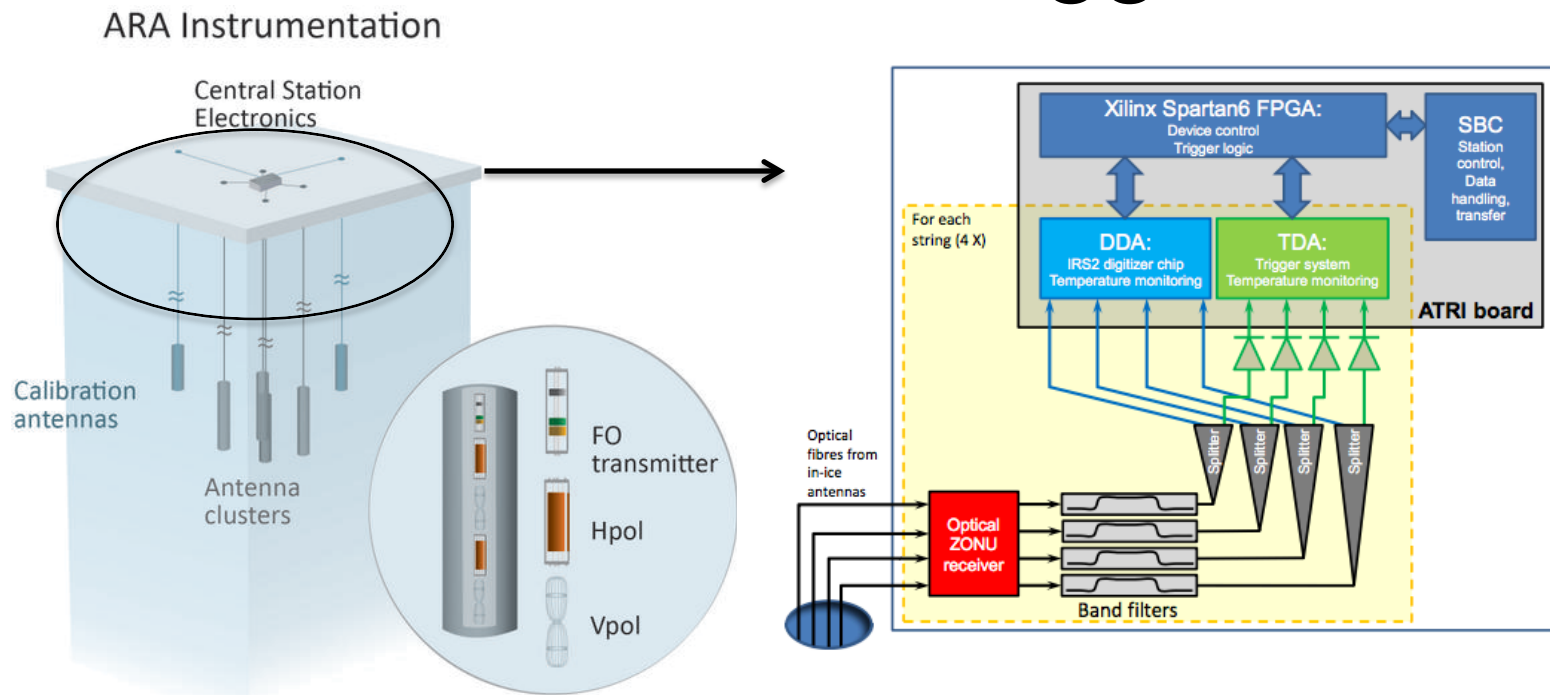 ARA Instrumentation
Central Station
Electronics
Calibration
antennas
Antenna
clusters
FO
transmitter
Hpol
Vpol
Xilinx Spartan6 FPGA:
Device control
Trigger logic
SBC
Station
control,
Data
handling,
transfer
For each
string (4 X)
DDA:
IRS2 digitizer chip
Temperature monitoring
TDA:
Trigger system
Temperature monitoring
ATRI board
Optical
fibres from
in-ice
antennas
Splitter
Splitter
Splitter
Splitter
Optical
ZONU
receiver
Band filters